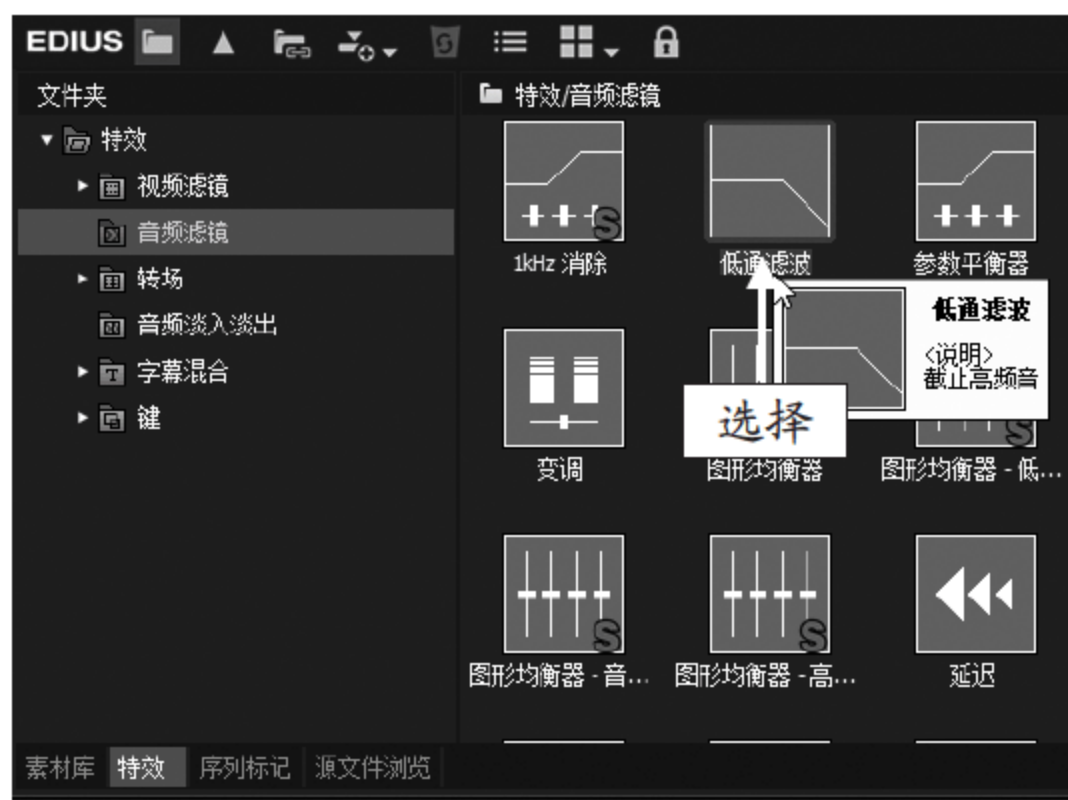 EDIUS
文件夹
特效/音频滤镜
特效
视频滤镜
音频滤镜
转场
音频淡入淡出
字幕混合
键
1kHz 消除
低通滤波
参数平衡器
低通滤波
<说明>
截止高频音
选择
变调
图形均衡器
图形均衡器 - 低...
图形均衡器 - 音...
图形均衡器 - 高...
延迟
素材库 特效 序列标记 源文件浏览